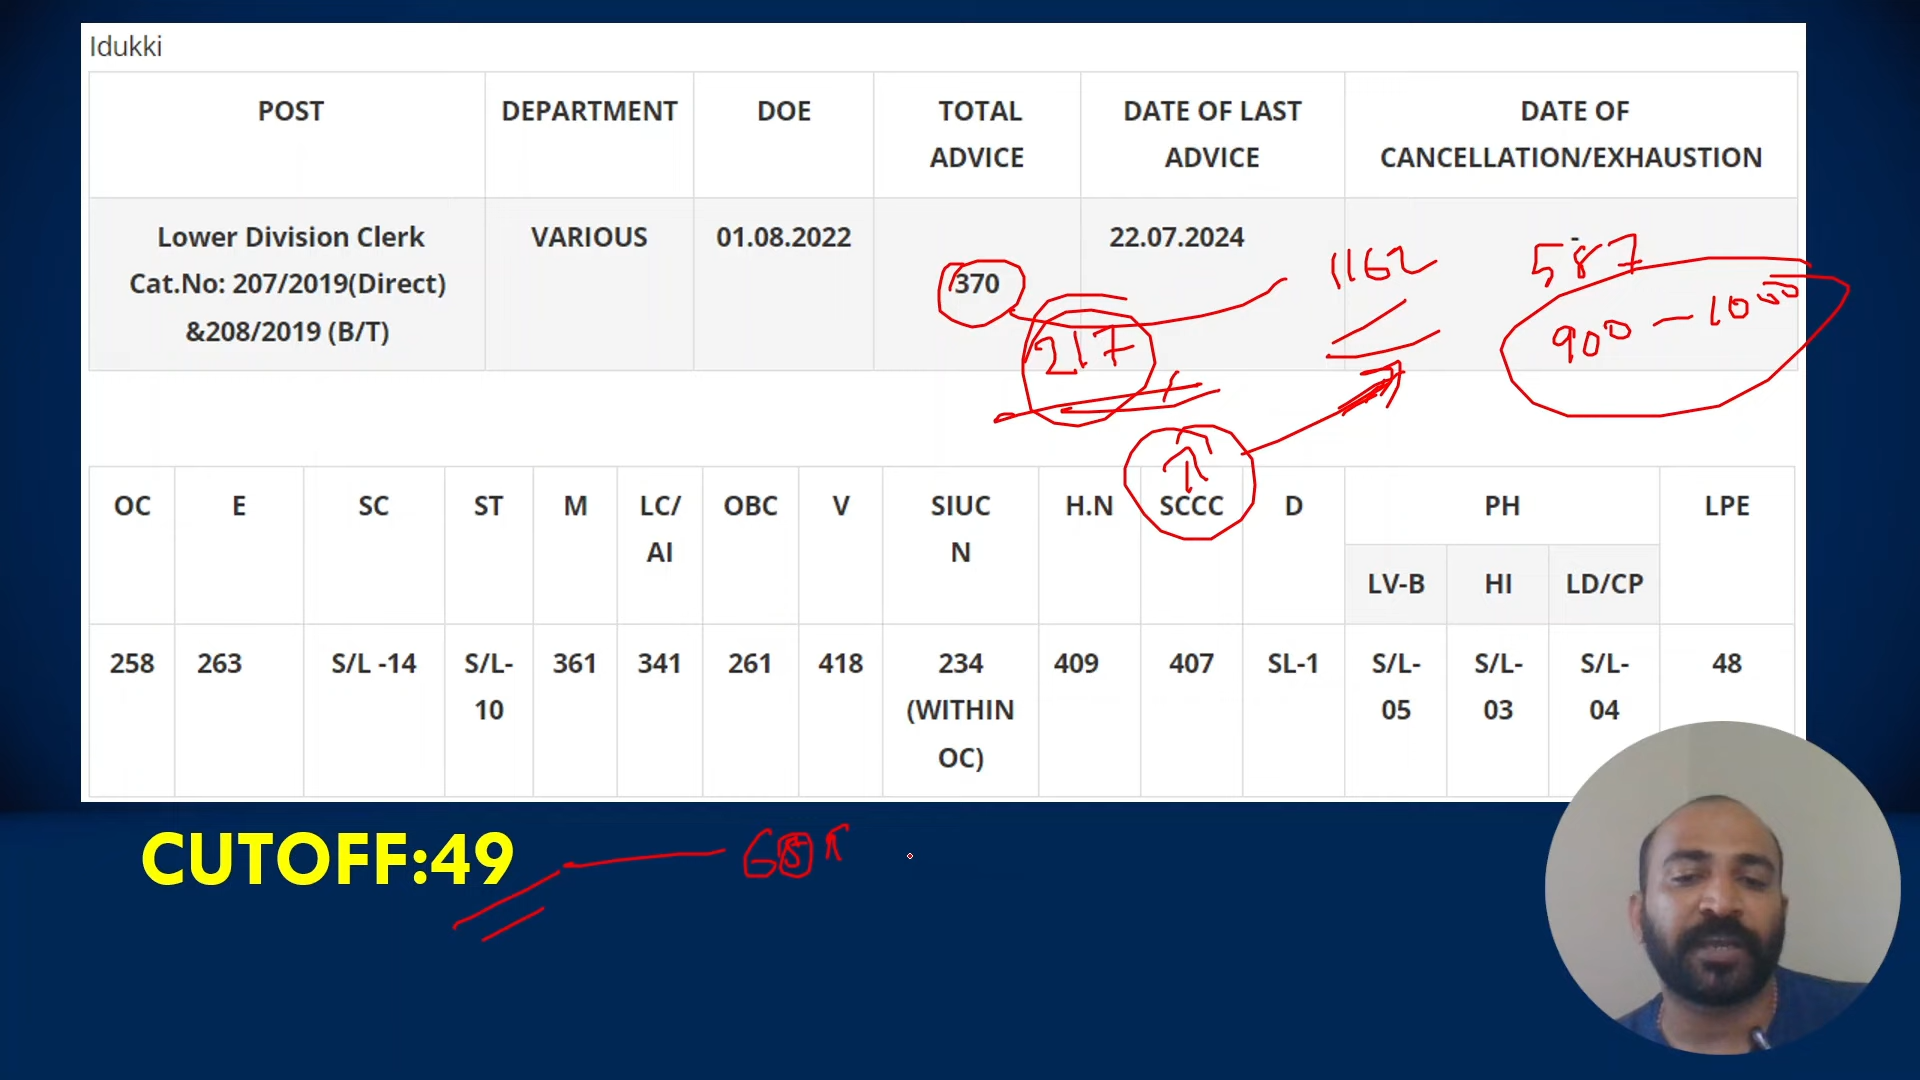 Idukki
POST DEPARTMENT DOE TOTAL ADVICE DATE OF LAST ADVICE DATE OF CANCELLATION/EXHAUSTION
Lower Division Clerk
Cat.No: 207/2019(Direct)
&208/2019 (B/T)
VARIOUS
01.08.2022
370
22.07.2024
-
1162
587
217
900 - 1000
OC E SC ST M LC/AI OBC V SIUC N H.N SCCC D PH LPE
LV-B HI LD/CP
258 263 S/L -14 S/L-10 361 341 261 418 234 (WITHIN OC) 409 407 SL-1 S/L-05 S/L-03 S/L-04 48
CUTOFF:49